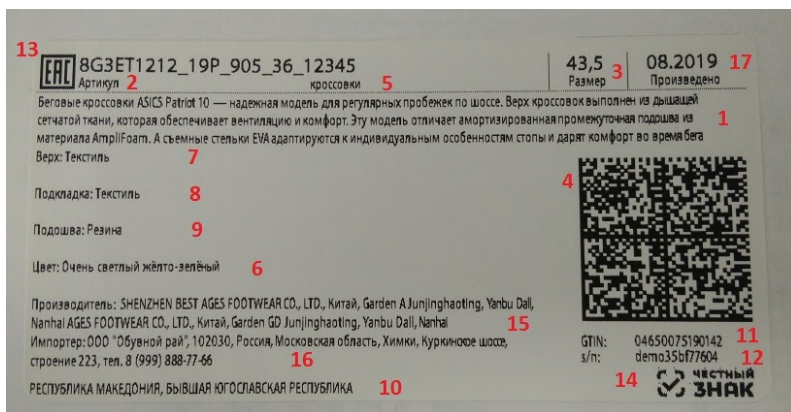 13 EAC 8G3ET1212_19P_905_36_12345 43,5 08.2019 17
Артикул 2 кроссовки 5 Размер 3 Произведено
Беговые кроссовки ASICS Patriot 10 — надежная модель для регулярных пробежек по шоссе. Верх кроссовок выполнен из дышащей
сетчатой ткани, которая обеспечивает вентиляцию и комфорт. Эту модель отличает амортизированная промежуточная подошва из 1
материала AmpliFoam. А съемные стельки EVA адаптируются к индивидуальным особенностям стопы и дарят комфорт во время бега
Верх: Текстиль 7
4
Подкладка: Текстиль 8
Подошва: Резина 9
Цвет: Очень светлый жёлто-зелёный 6
Производитель: SHENZHEN BEST AGES FOOTWEAR CO., LTD., Китай, Garden A Junjinghaoting, Yanbu Dall,
Nanhai AGES FOOTWEAR CO., LTD., Китай, Garden GD Junjinghaoting, Yanbu Dall, Nanhal 15
Импортер: ООО "Обувной рай", 102030, Россия, Московская область, Химки, Куркинское шоссе,
строение 223, тел. 8 (999) 888-77-66 16
РЕСПУБЛИКА МАКЕДОНИЯ, БЫВШАЯ ЮГОСЛАВСКАЯ РЕСПУБЛИКА 10
GTIN: 04650075190142 11
s/n: demo35bf77604 12
14 ЧЕСТНЫЙ
ЗНАК